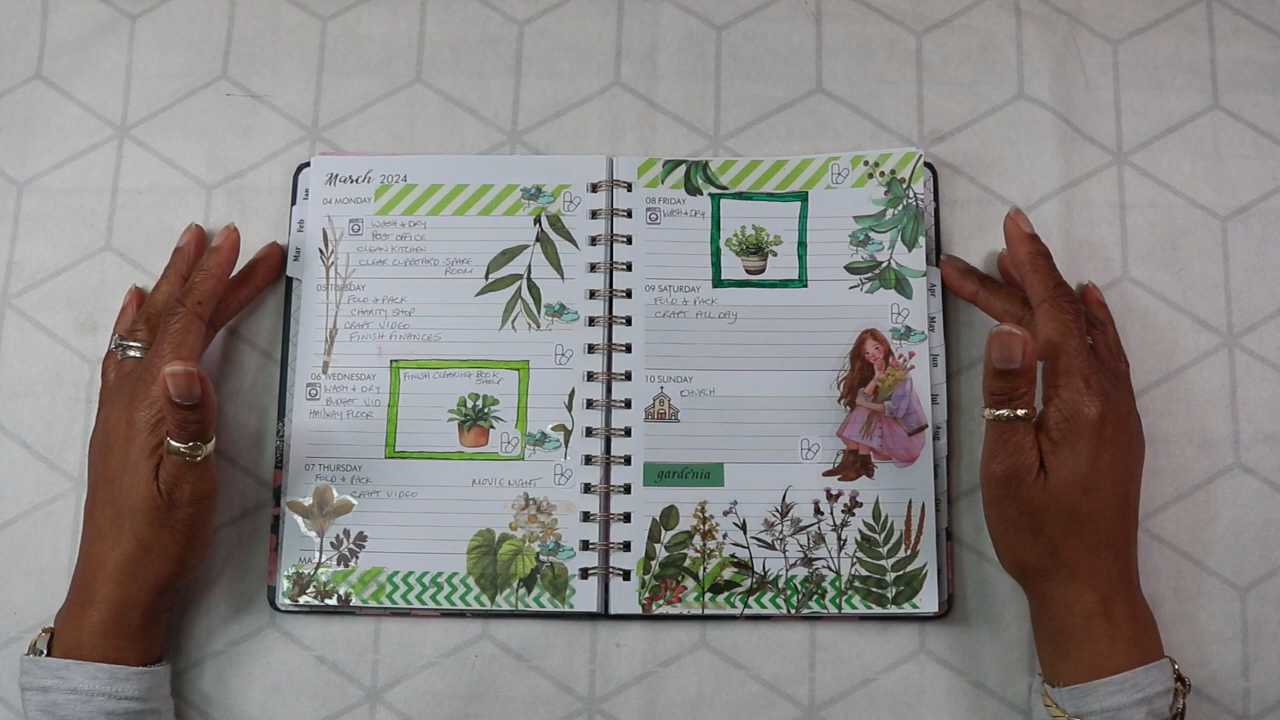 March 2024
04 MONDAY
WASH & DRY
POST OFFICE
CLEAN KITCHEN
CLEAR CUPBOARD SPARE
ROOM
05 TUESDAY
FOLD & PACK
CHARITY SHOP
CRAFT VIDEO
FINISH FINANCES
06 WEDNESDAY
WASH & DRY
BUDGET VID
HALLWAY FLOOR
FINISH CLEARING BOOK
SHELF
07 THURSDAY
FOLD & PACK
CRAFT VIDEO
MOVIE NIGHT
08 FRIDAY
WASH & DRY
09 SATURDAY
FOLD & PACK
CRAFT ALL DAY
10 SUNDAY
CHURCH
gardenia
Jan
Feb
Mar
Apr
May
Jun
Jul
Aug